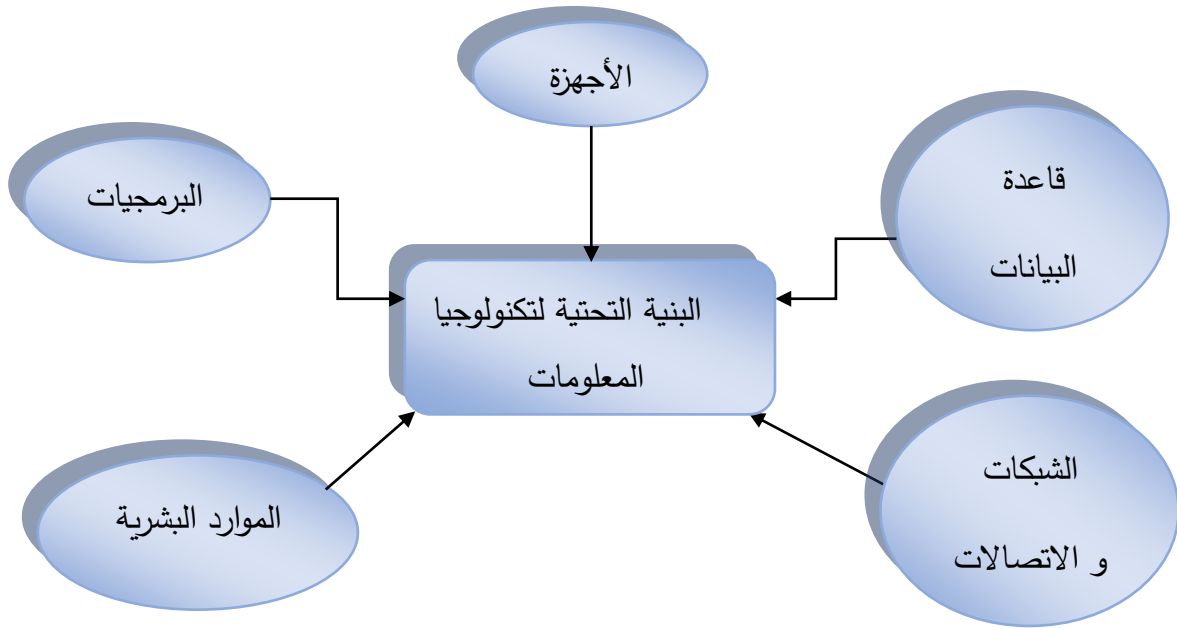 الأجهزة
قاعدة
البيانات
البرمجيات
البنية التحتية لتكنولوجيا
المعلومات
الشبكات
و الاتصالات
الموارد البشرية